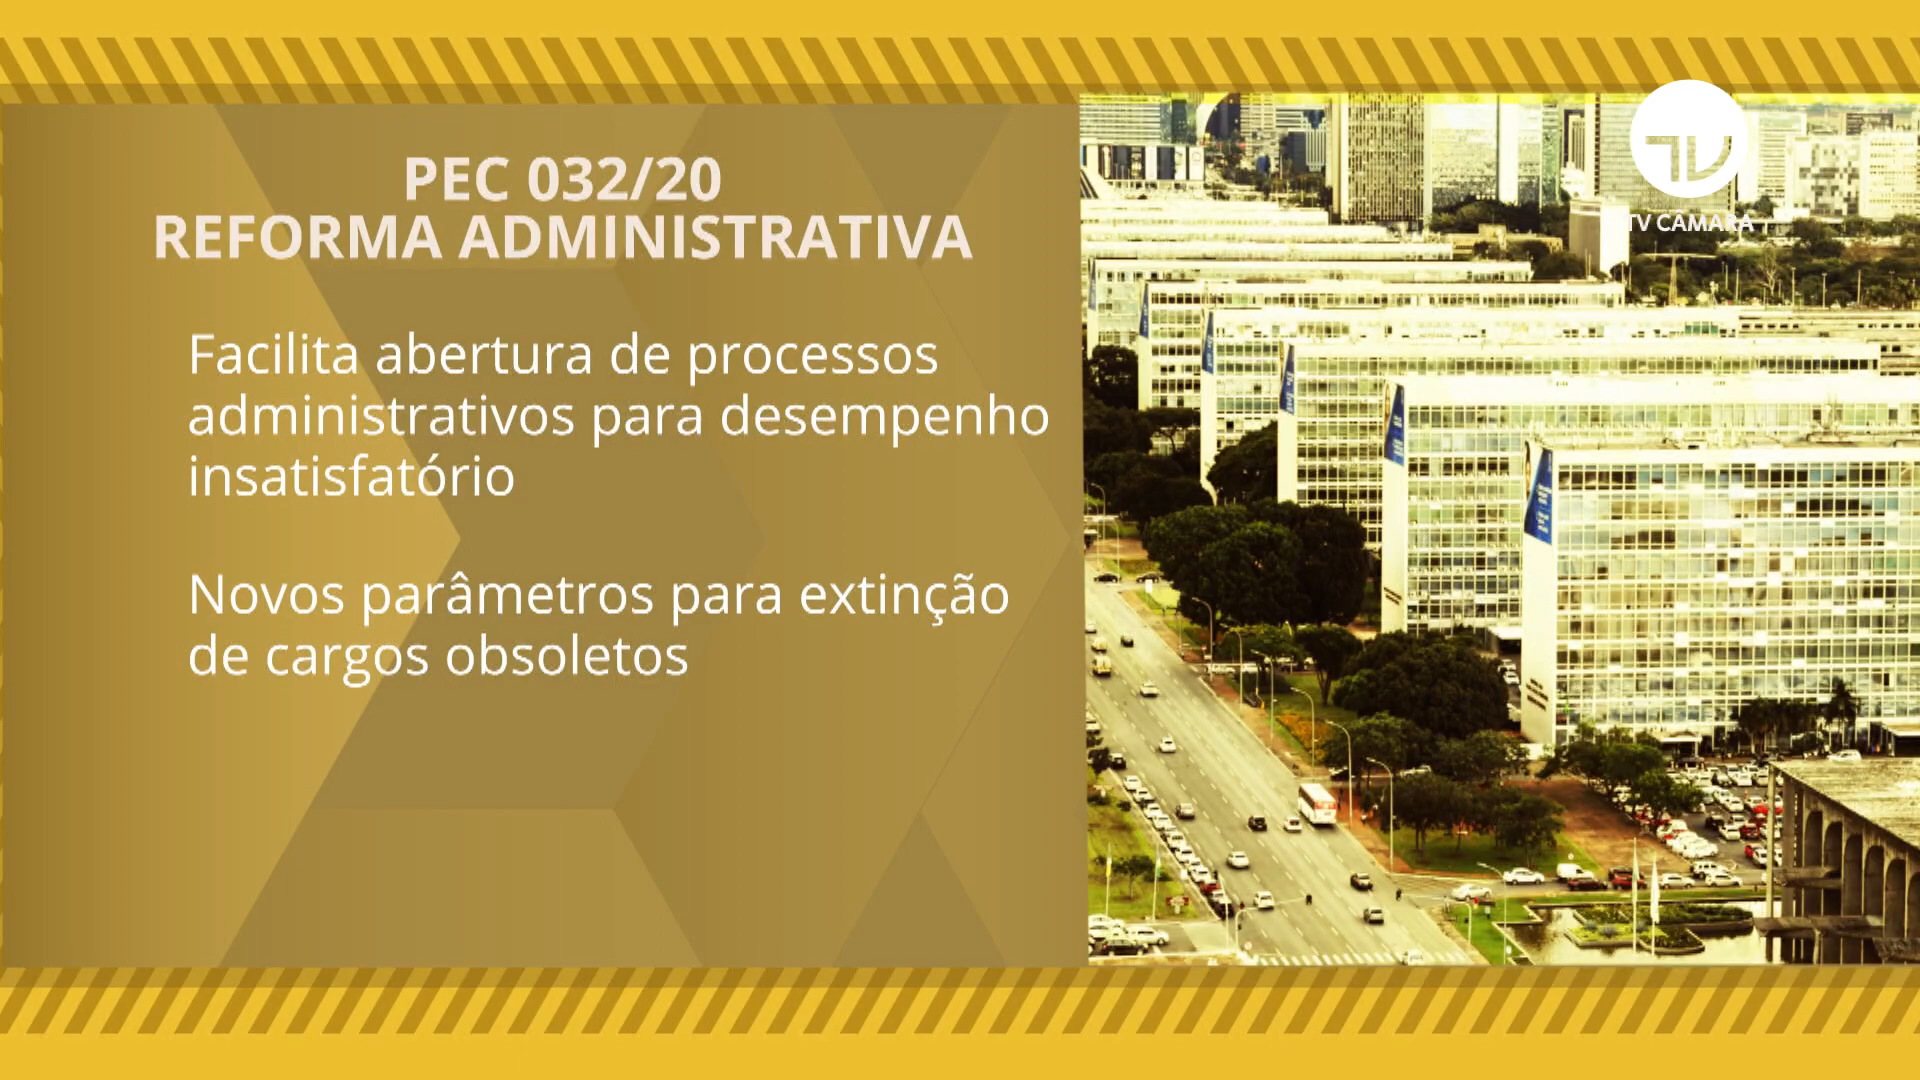 PEC 032/20
REFORMA ADMINISTRATIVA
Facilita abertura de processos
administrativos para desempenho
insatisfatório
Novos parâmetros para extinção
de cargos obsoletos
TV CÂMARA